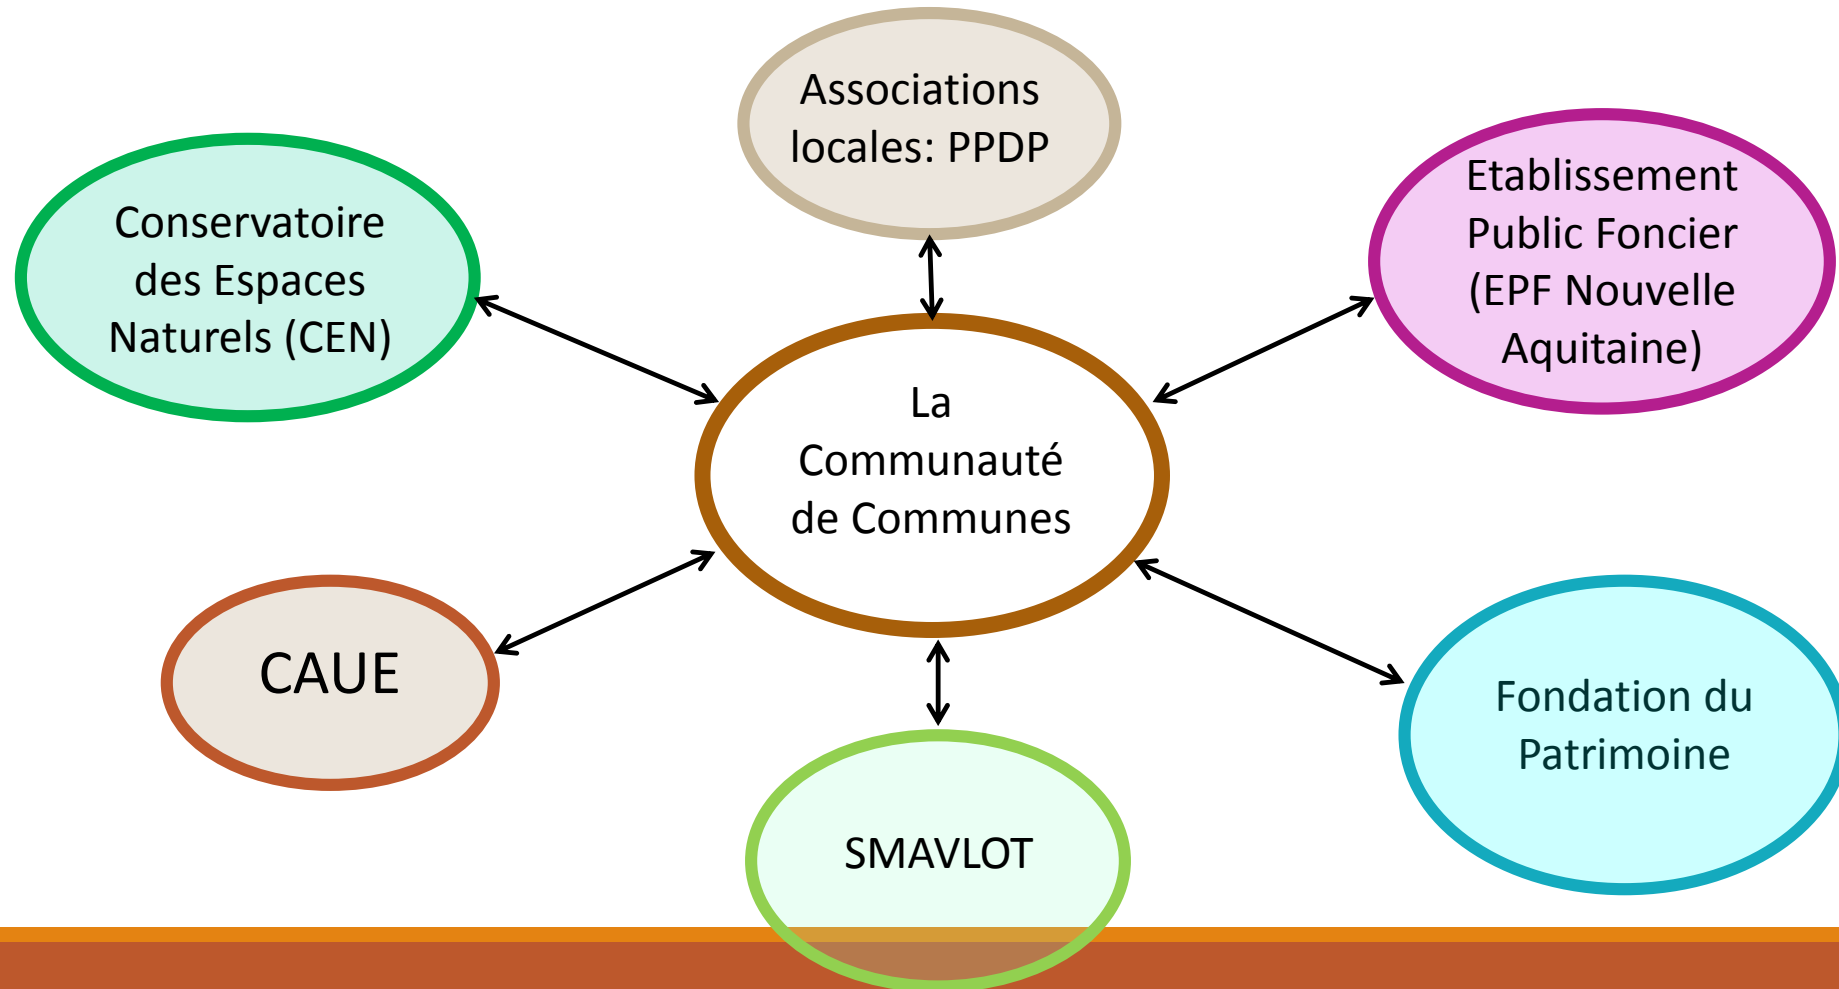 Associations
locales: PPDP
Conservatoire
des Espaces
Naturels (CEN)
Etablissement
Public Foncier
(EPF Nouvelle
Aquitaine)
La
Communauté
de Communes
CAUE
Fondation du
Patrimoine
SMAVLOT